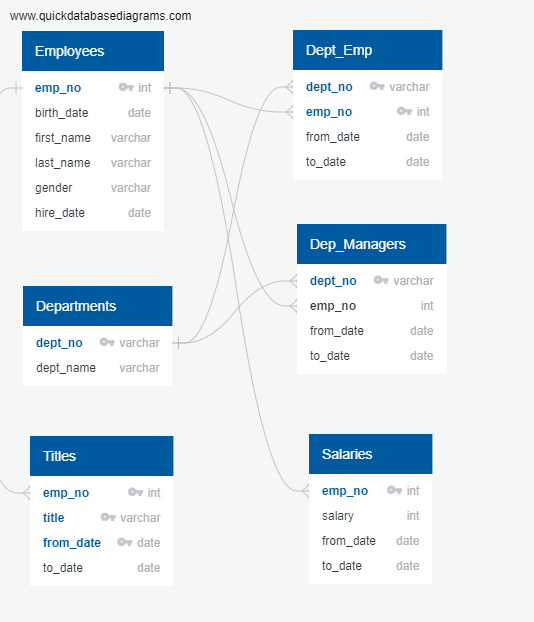 www.quickdatabasediagrams.com
Employees
emp_no int
birth_date date
first_name varchar
last_name varchar
gender varchar
hire_date date
Departments
dept_no varchar
dept_name varchar
Titles
emp_no int
title varchar
from_date date
to_date date
Dept_Emp
dept_no varchar
emp_no int
from_date date
to_date date
Dep_Managers
dept_no varchar
emp_no int
from_date date
to_date date
Salaries
emp_no int
salary int
from_date date
to_date date